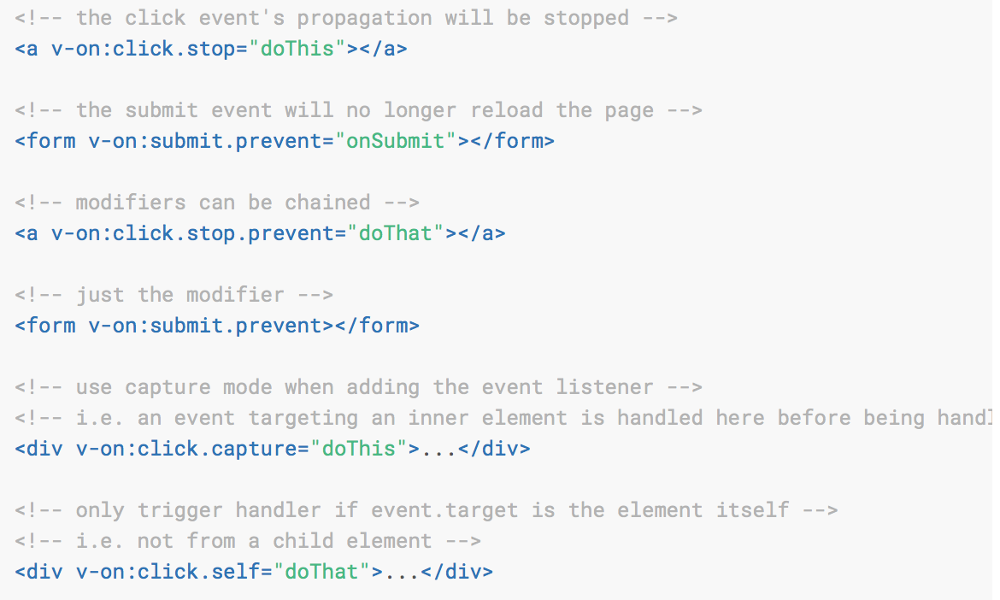 <!-- the click event's propagation will be stopped -->
<a v-on:click.stop="doThis"></a>
<!-- the submit event will no longer reload the page -->
<form v-on:submit.prevent="onSubmit"></form>
<!-- modifiers can be chained -->
<a v-on:click.stop.prevent="doThat"></a>
<!-- just the modifier -->
<form v-on:submit.prevent></form>
<!-- use capture mode when adding the event listener -->
<!-- i.e. an event targeting an inner element is handled here before being
<div v-on:click.capture="doThis">...</div>
<!-- only trigger handler if event.target is the element itself -->
<!-- i.e. not from a child element -->
<div v-on:click.self="doThat">...</div>